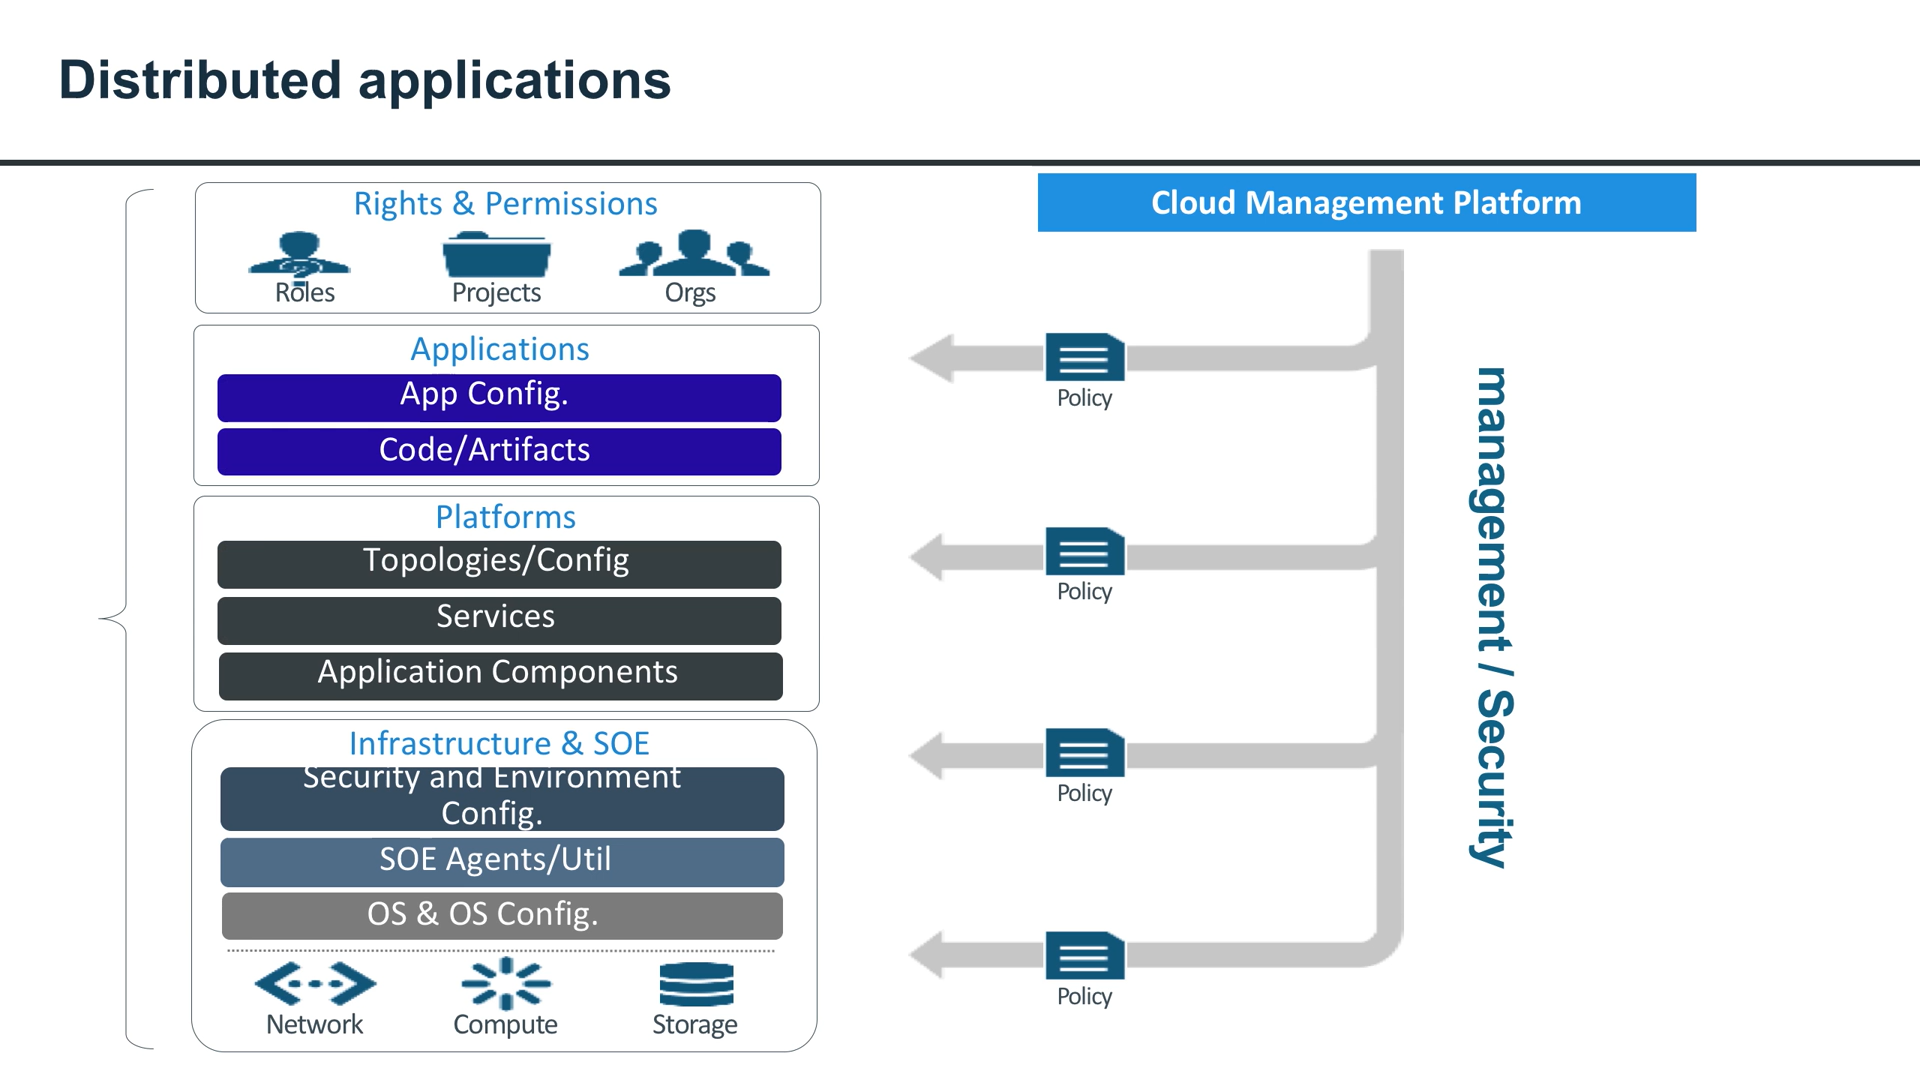 Distributed applications
Rights & Permissions
Roles
Projects
Orgs
Applications
App Config.
Code/Artifacts
Platforms
Topologies/Config
Services
Application Components
Infrastructure & SOE
Security and Environment
Config.
SOE Agents/Util
OS & OS Config.
Network
Compute
Storage
Cloud Management Platform
Policy
Policy
Policy
Policy
management / Security